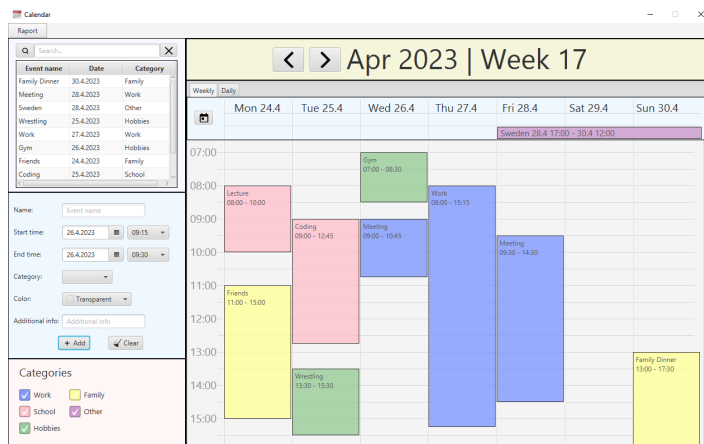 Calendar
Raport
Search...
Event name Date Category
Family Dinner 30.4.2023 Family
Meeting 28.4.2023 Work
Sweden 28.4.2023 Other
Wrestling 25.4.2023 Hobbies
Work 27.4.2023 Work
Gym 26.4.2023 Hobbies
Friends 24.4.2023 Family
Coding 25.4.2023 School
Name: Event name
Start time: 26.4.2023 09:15
End time: 26.4.2023 09:30
Category:
Color: Transparent
Additional info: Additional info
+ Add Clear
Categories
Work Family
School Other
Hobbies
Apr 2023 | Week 17
Weekly Daily
Mon 24.4 Tue 25.4 Wed 26.4 Thu 27.4 Fri 28.4 Sat 29.4 Sun 30.4
Sweden 28.4 17:00 - 30.4 12:00
07:00
Gym
07:00 - 08:30
08:00
Lecture
08:00 - 10:00
Work
08:00 - 15:15
09:00
Coding
09:00 - 12:45
Meeting
09:00 - 10:45
Meeting
09:30 - 14:30
10:00
11:00
Friends
11:00 - 15:00
12:00
13:00
Family Dinner
13:00 - 17:30
Wrestling
13:30 - 15:30
14:00
15:00